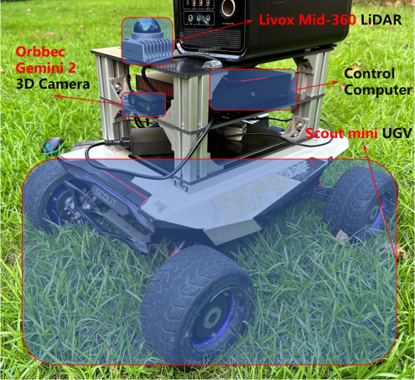 Livox Mid-360 LiDAR
Orbbec
Gemini 2
3D Camera
Control
Computer
Scout mini UGV